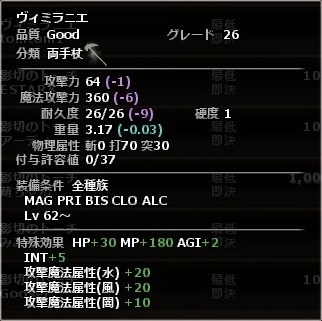 ヴィミラニエ
品質 Good グレード 26
分類 両手杖
攻撃力 64 (-1)
魔法攻撃力 360 (-6)
耐久度 26/26 (-9) 硬度 1
重量 3.17 (-0.03)
物理属性 斬0 打70 突30
付与許容値 0/37
装備条件 全種族
MAG PRI BIS CLO ALC
Lv 62～
特殊効果 HP+30 MP+180 AGI+2
INT+5
攻撃魔法属性(水) +20
攻撃魔法属性(風) +20
攻撃魔法属性(闇) +10